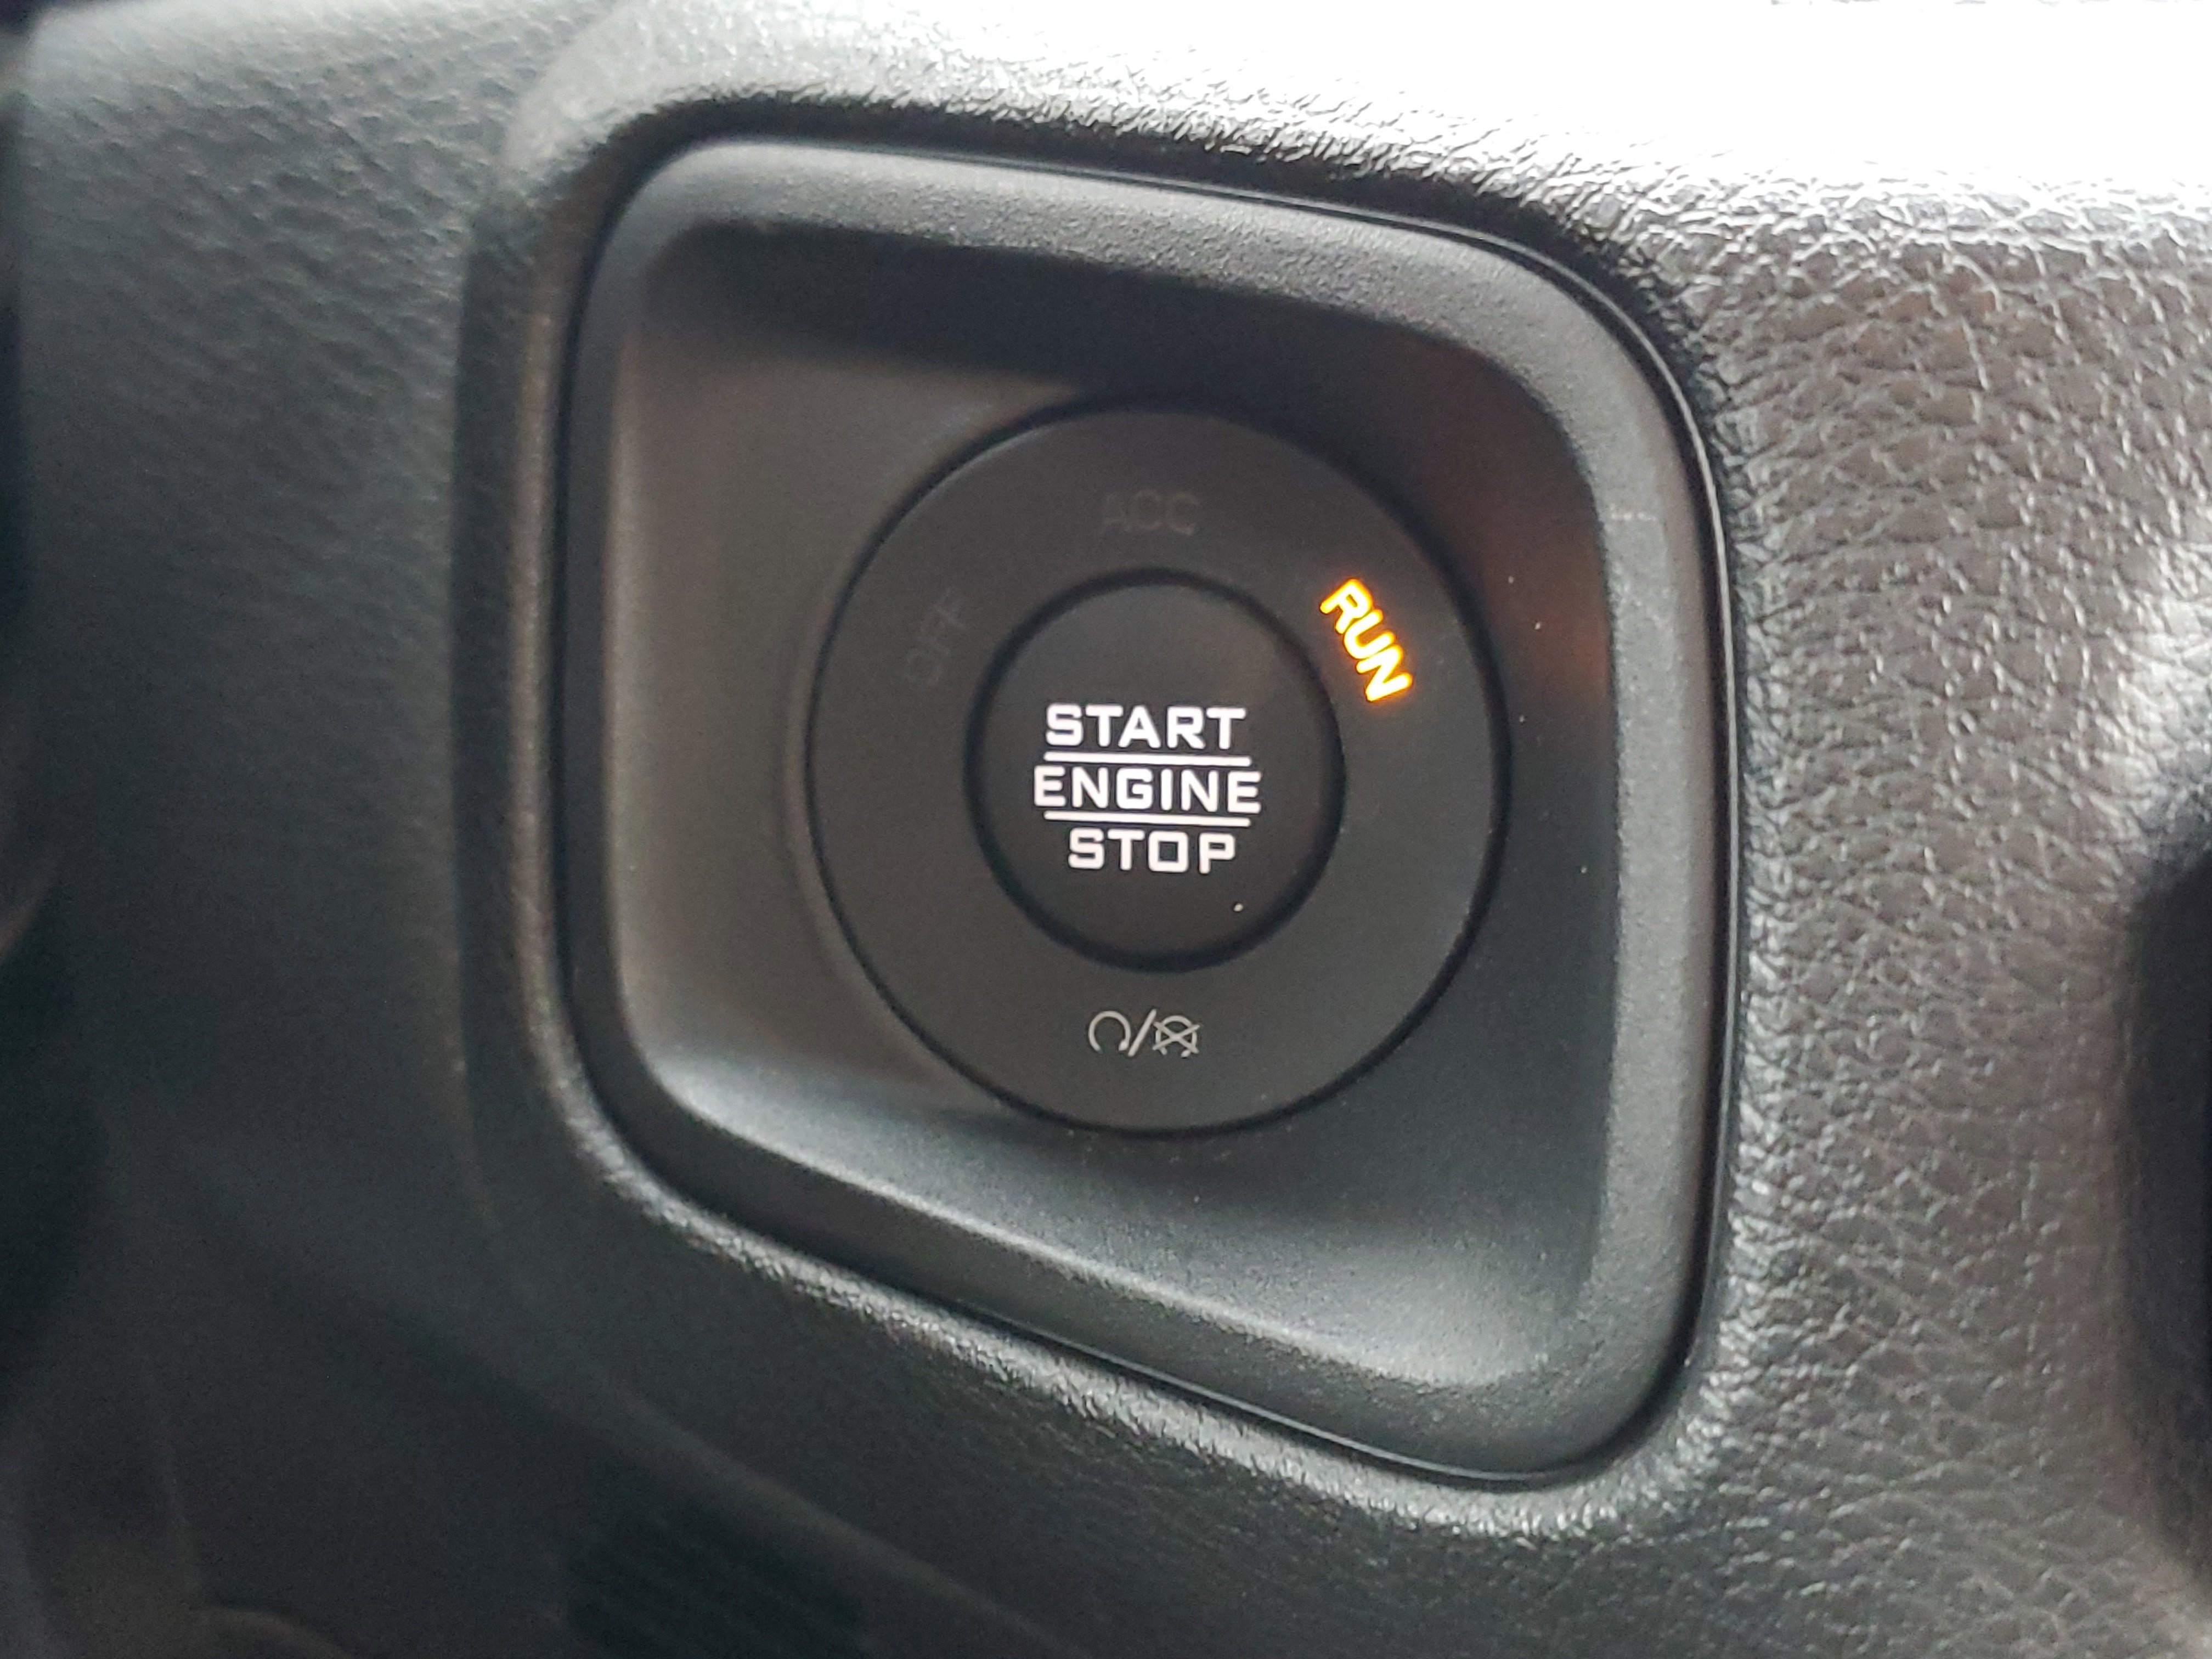 ACC
OFF
RUN
START
ENGINE
STOP